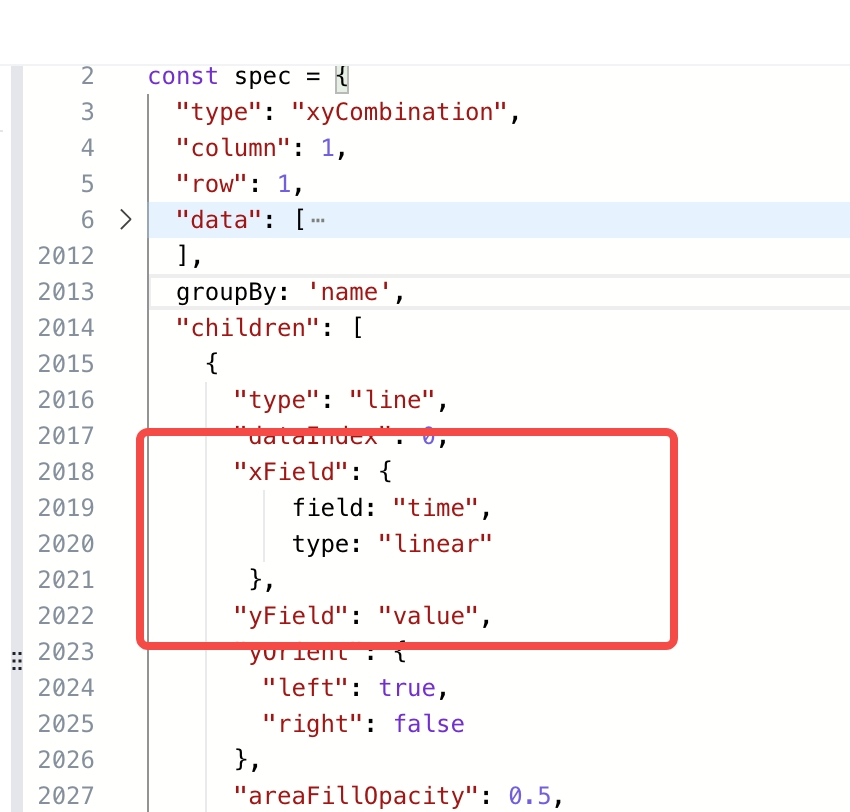 2 const spec = {
3 "type": "xyCombination",
4 "column": 1,
5 "row": 1,
6 "data": [ ⋯
2012 ],
2013 groupBy: 'name',
2014 "children": [
2015 {
2016 "type": "line",
2017 "dataIndex": 0,
2018 "xField": {
2019 field: "time",
2020 type: "linear"
2021 },
2022 "yField": "value",
2023 "yOrient": {
2024 "left": true,
2025 "right": false
2026 },
2027 "areaFillOpacity": 0.5,